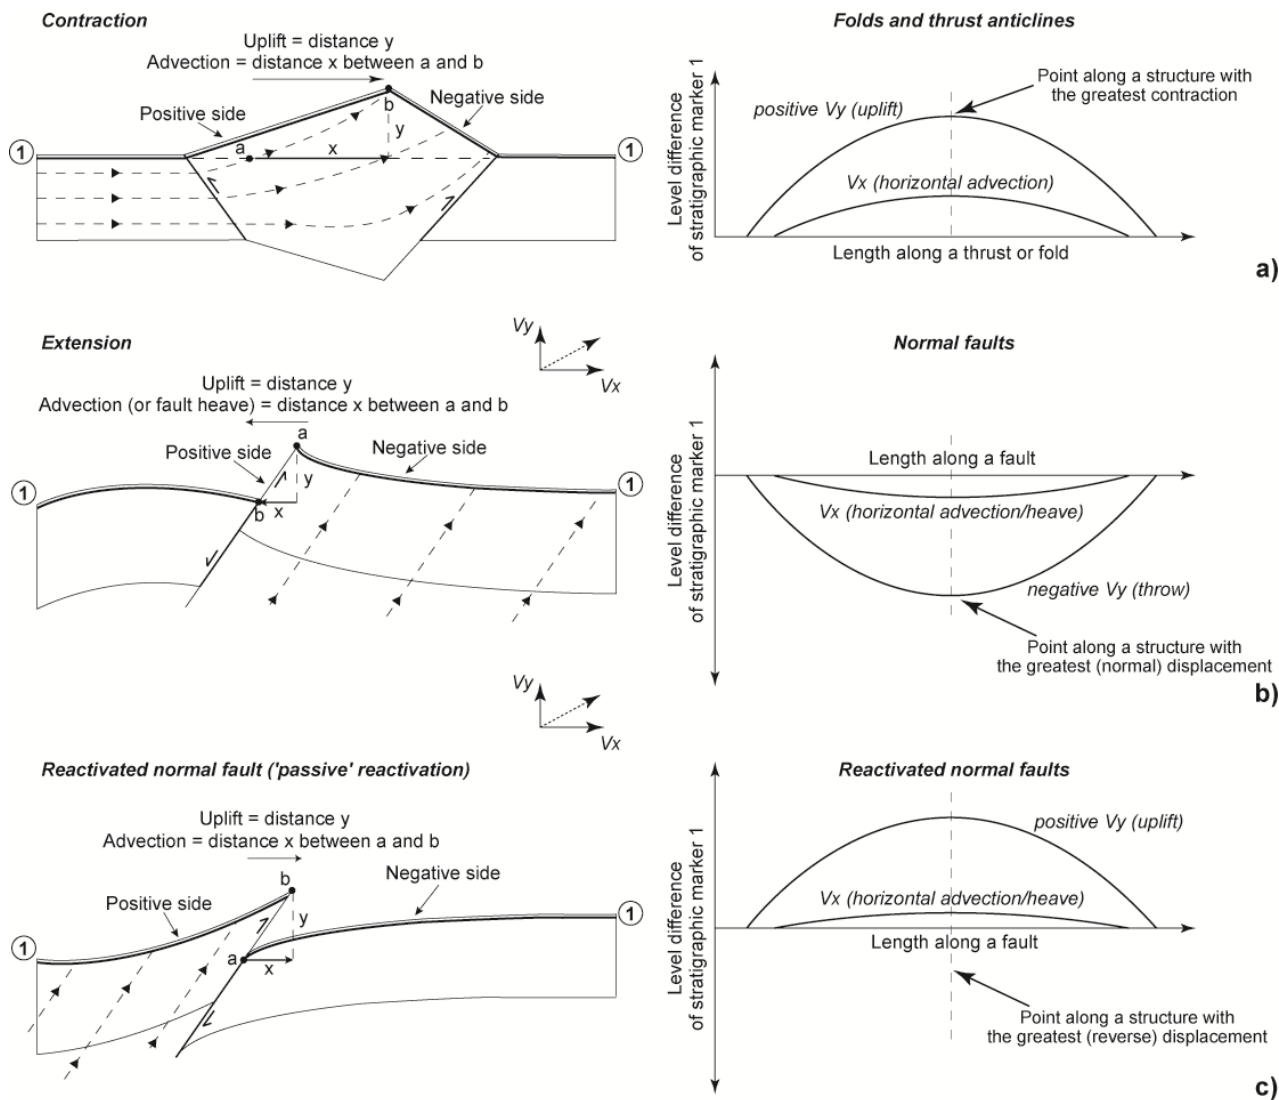 Contraction
Uplift = distance y
Advection = distance x between a and b
Positive side
Negative side
b
y
a
x
1
1
Folds and thrust anticlines
Level difference
of stratigraphic marker 1
positive Vy (uplift)
Point along a structure with
the greatest contraction
Vx (horizontal advection)
Length along a thrust or fold
a)
Extension
Vy
Vx
Uplift = distance y
Advection (or fault heave) = distance x between a and b
a
Positive side
Negative side
y
b
x
1
1
Normal faults
Level difference
of stratigraphic marker 1
Length along a fault
Vx (horizontal advection/heave)
negative Vy (throw)
Point along a structure with
the greatest (normal) displacement
b)
Vy
Vx
Reactivated normal fault ('passive' reactivation)
Uplift = distance y
Advection = distance x between a and b
b
Positive side
Negative side
y
a
x
1
1
Reactivated normal faults
Level difference
of stratigraphic marker 1
positive Vy (uplift)
Vx (horizontal advection/heave)
Length along a fault
Point along a structure with
the greatest (reverse) displacement
c)